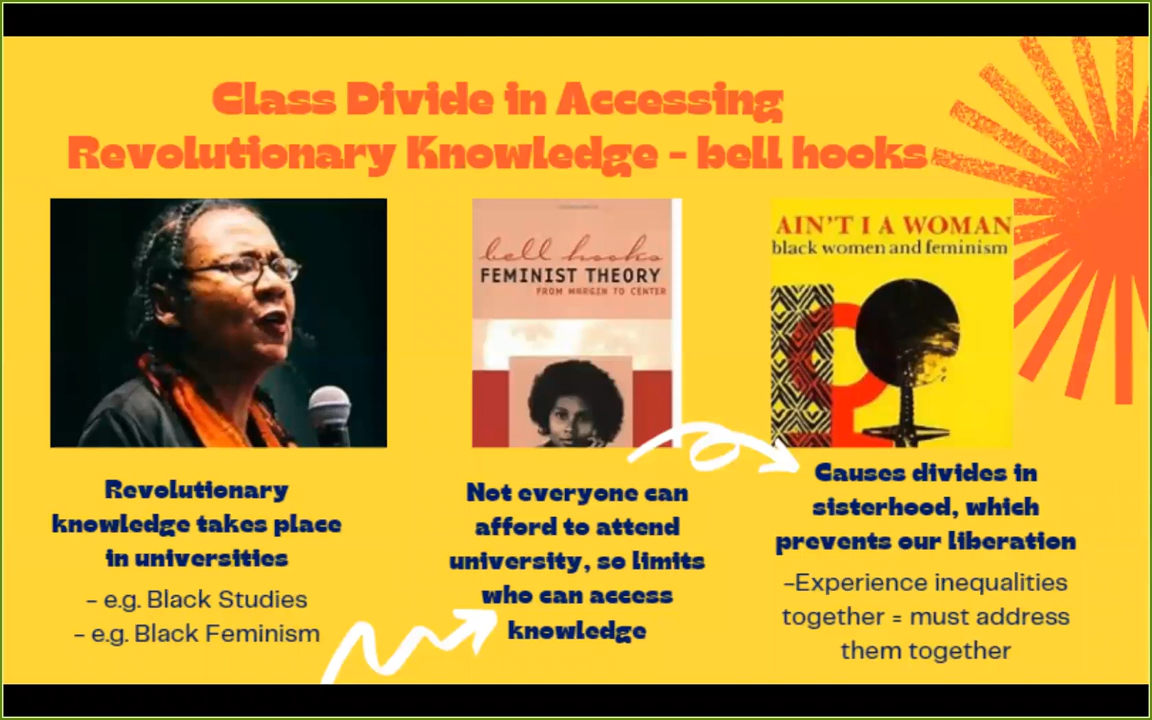 Class Divide in Accessing
Revolutionary Knowledge - bell hooks
bell hooks
FEMINIST THEORY
FROM MARGIN TO CENTER
AIN'T I A WOMAN
black women and feminism
Revolutionary
knowledge takes place
in universities
- e.g. Black Studies
- e.g. Black Feminism
Not everyone can
afford to attend
university, so limits
who can access
knowledge
Causes divides in
sisterhood, which
prevents our liberation
-Experience inequalities
together = must address
them together